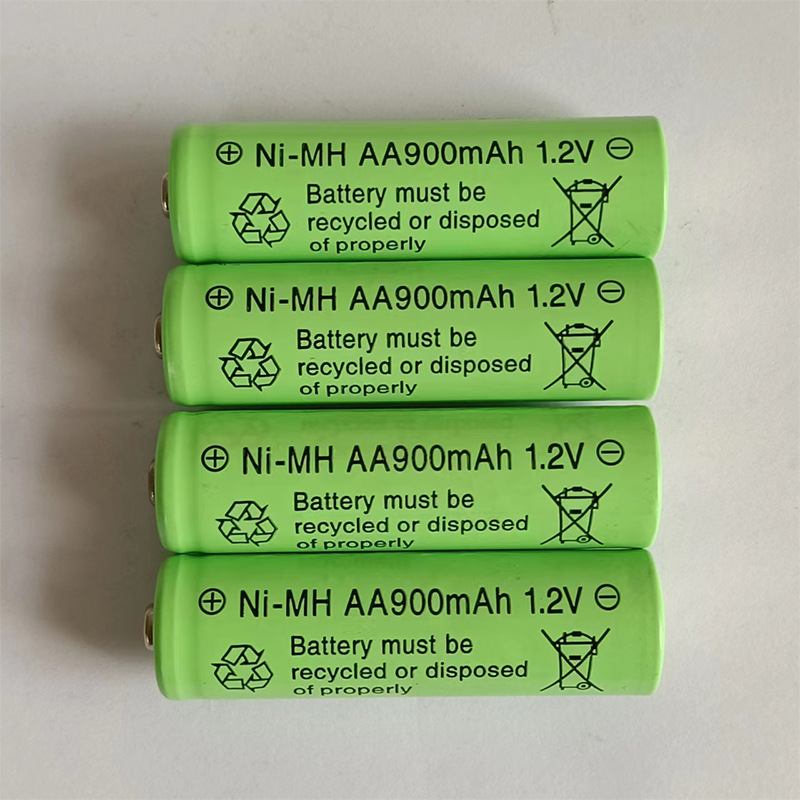 ⊕ Ni-MH AA900mAh 1.2V ⊖
Battery must be
recycled or disposed
of properly
⊕ Ni-MH AA900mAh 1.2V ⊖
Battery must be
recycled or disposed
of properly
⊕ Ni-MH AA900mAh 1.2V ⊖
Battery must be
recycled or disposed
of properly
⊕ Ni-MH AA900mAh 1.2V ⊖
Battery must be
recycled or disposed
of properly